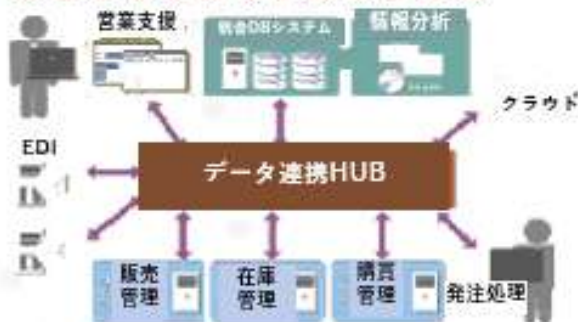 営業支援
統合DBシステム
情報分析
クラウド
EDI
データ連携HUB
販売
管理
在庫
管理
購買
管理
発注処理